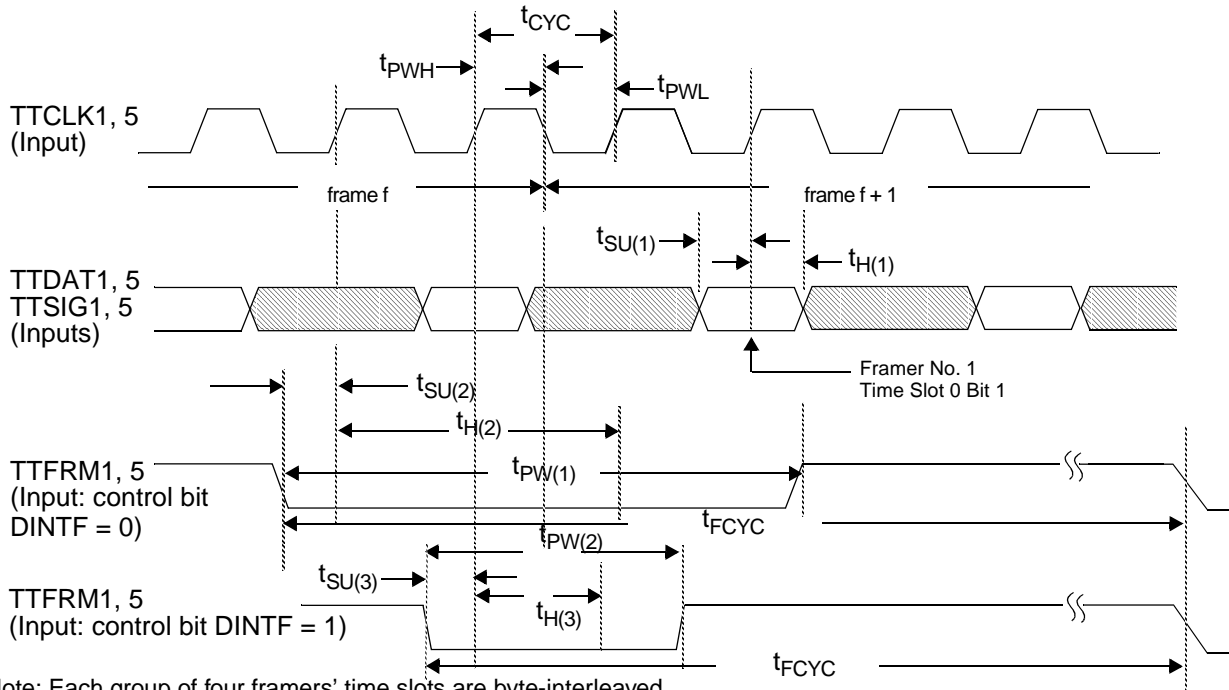 tCYC
tPWH
tPWL
TTCLK1, 5
(Input)
frame f
frame f + 1
tSU(1)
tH(1)
TTDAT1, 5
TTSIG1, 5
(Inputs)
Framer No. 1
Time Slot 0 Bit 1
tSU(2)
tH(2)
TTFRM1, 5
(Input: control bit
DINTF = 0)
tPW(1)
tFCYC
tPW(2)
tSU(3)
tH(3)
TTFRM1, 5
(Input: control bit DINTF = 1)
tFCYC
Note: Each group of four framers' time slots are byte-interleaved